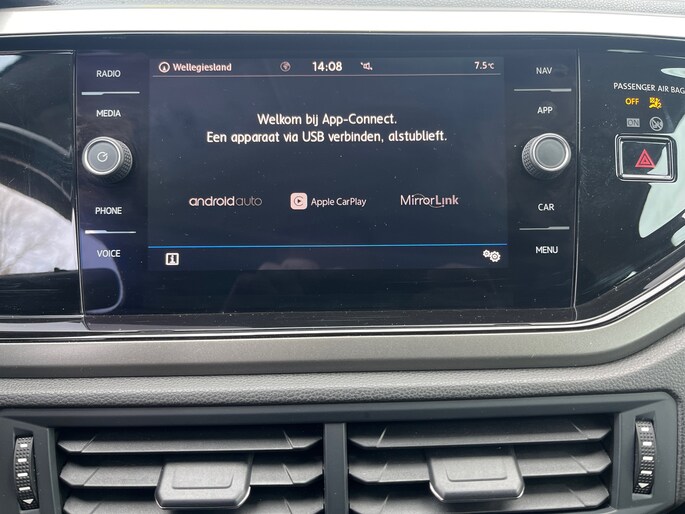 RADIO
MEDIA
PHONE
VOICE
Wellegiesland
14:08
7.5°C
Welkom bij App-Connect.
Een apparaat via USB verbinden, alstublieft.
androidauto
Apple CarPlay
MirrorLink
NAV
APP
CAR
MENU
PASSENGER AIR BAG
OFF